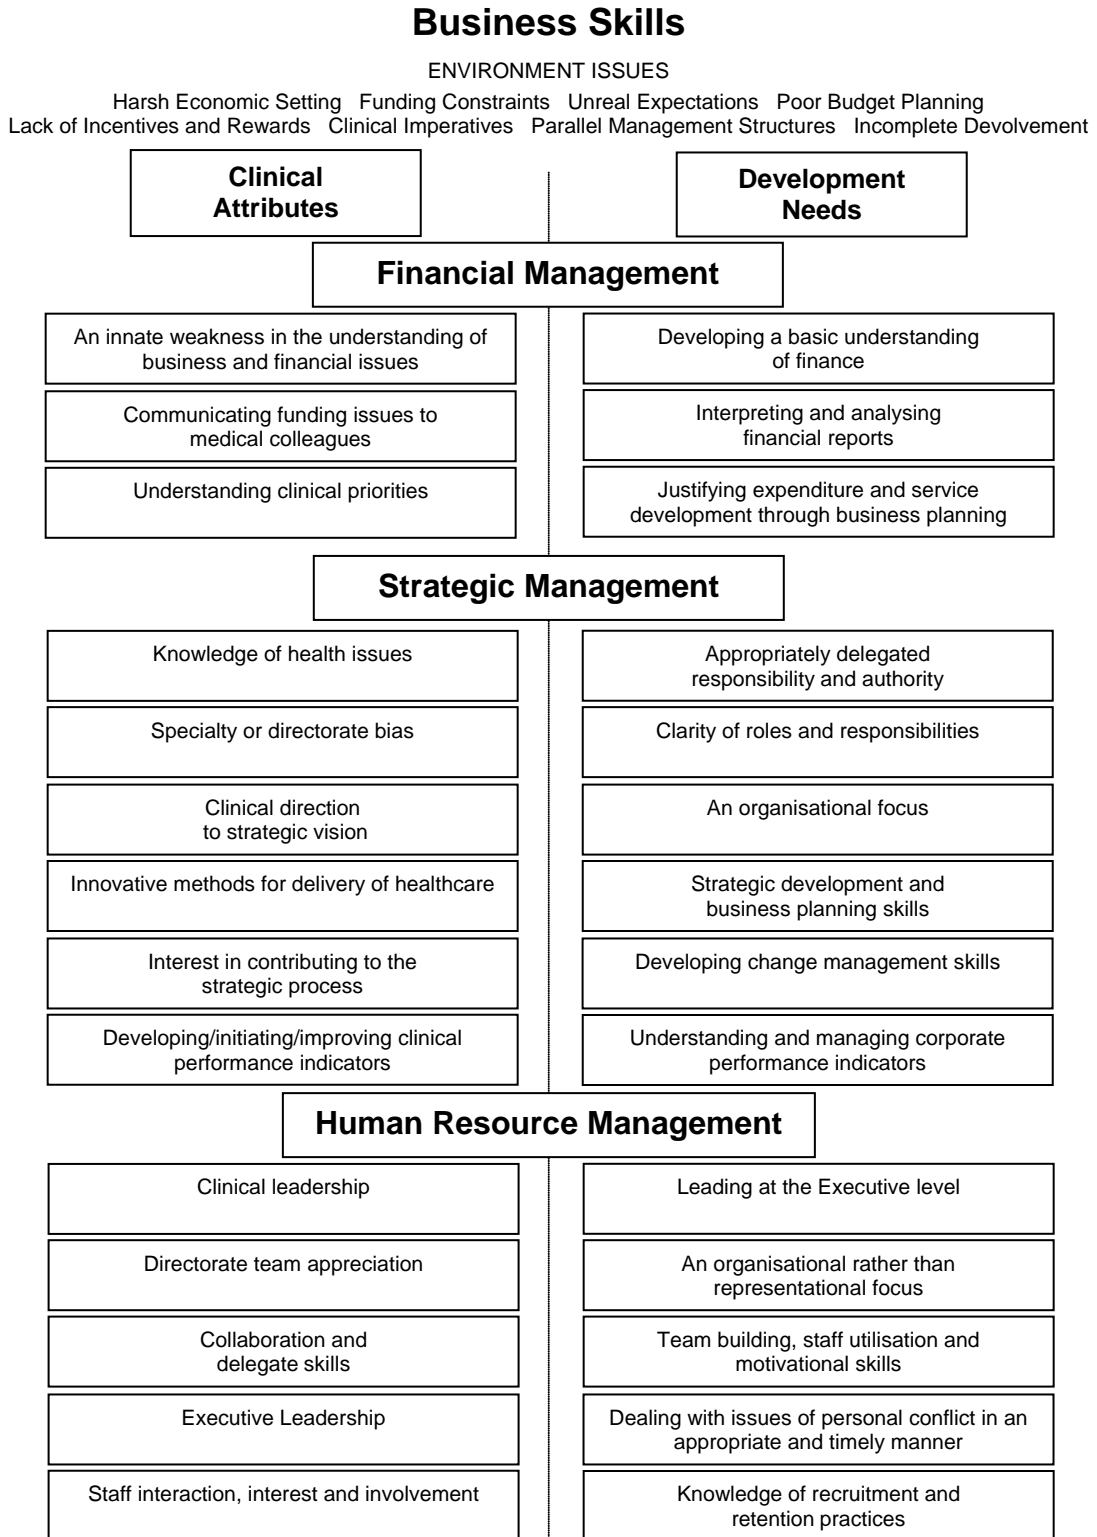 Business Skills
ENVIRONMENT ISSUES
Harsh Economic Setting Funding Constraints Unreal Expectations Poor Budget Planning
Lack of Incentives and Rewards Clinical Imperatives Parallel Management Structures Incomplete Devolvement
Clinical
Attributes
Development
Needs
Financial Management
An innate weakness in the understanding of
business and financial issues
Developing a basic understanding
of finance
Communicating funding issues to
medical colleagues
Interpreting and analysing
financial reports
Understanding clinical priorities
Justifying expenditure and service
development through business planning
Strategic Management
Knowledge of health issues
Appropriately delegated
responsibility and authority
Specialty or directorate bias
Clarity of roles and responsibilities
Clinical direction
to strategic vision
An organisational focus
Innovative methods for delivery of healthcare
Strategic development and
business planning skills
Interest in contributing to the
strategic process
Developing change management skills
Developing/initiating/improving clinical
performance indicators
Understanding and managing corporate
performance indicators
Human Resource Management
Clinical leadership
Leading at the Executive level
Directorate team appreciation
An organisational rather than
representational focus
Collaboration and
delegate skills
Team building, staff utilisation and
motivational skills
Executive Leadership
Dealing with issues of personal conflict in an
appropriate and timely manner
Staff interaction, interest and involvement
Knowledge of recruitment and
retention practices